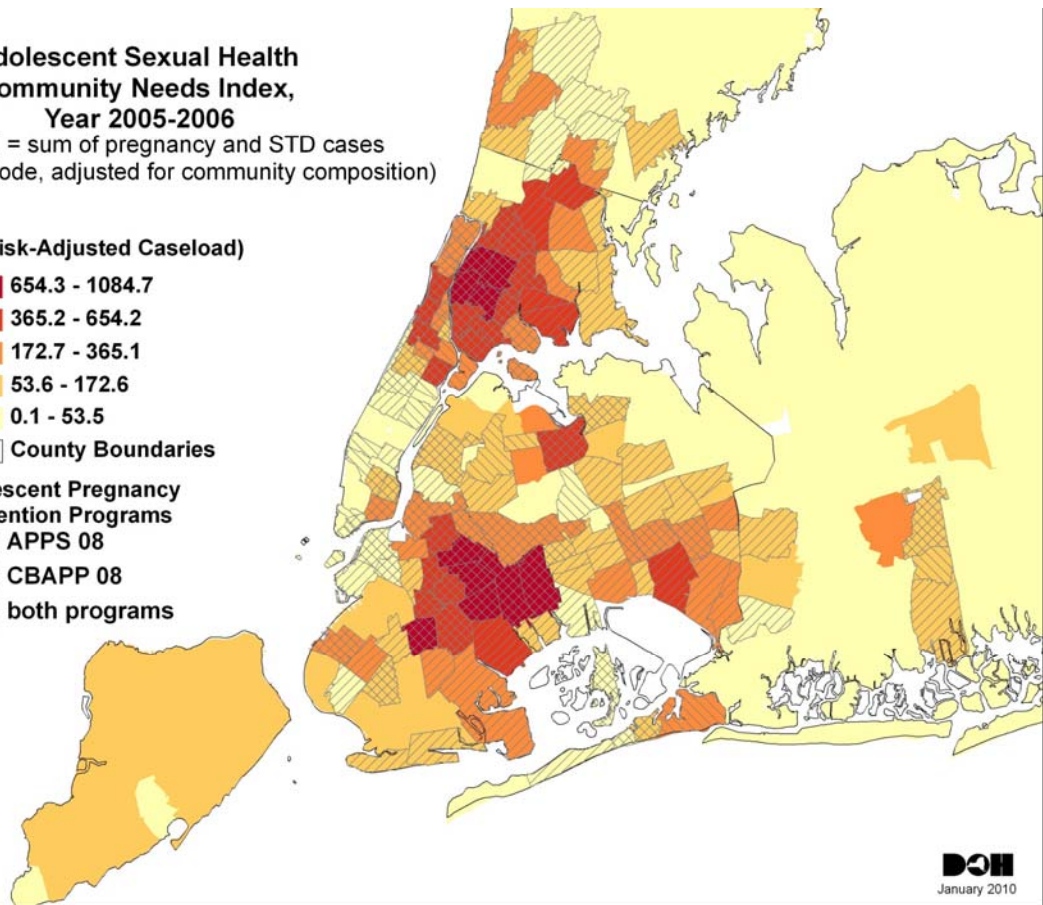 dolescent Sexual Health
ommunity Needs Index,
Year 2005-2006
= sum of pregnancy and STD cases
ode, adjusted for community composition)
isk-Adjusted Caseload)
654.3 - 1084.7
365.2 - 654.2
172.7 - 365.1
53.6 - 172.6
0.1 - 53.5
County Boundaries
escent Pregnancy
ention Programs
APPS 08
CBAPP 08
both programs
DOH
January 2010